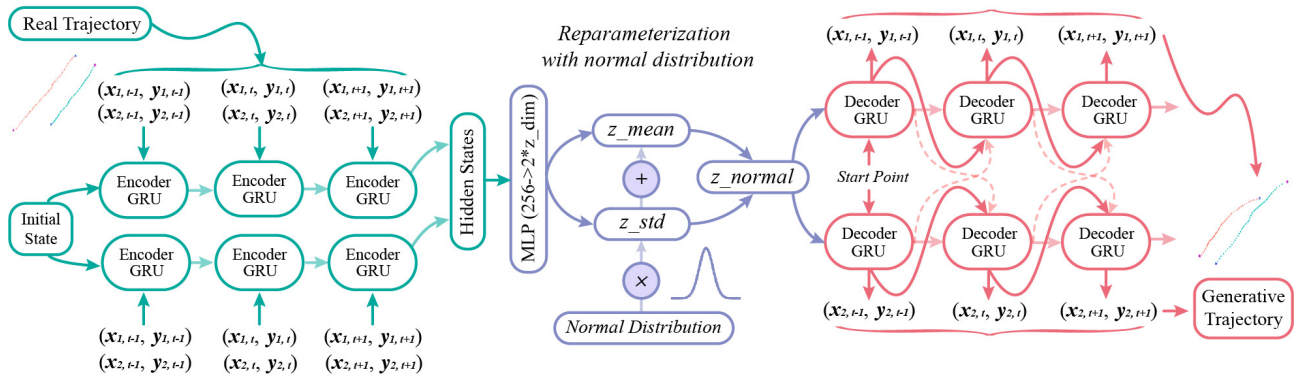 Real Trajectory
(x1,t-1, y1,t-1)
(x2,t-1, y2,t-1)
(x1,t, y1,t)
(x2,t, y2,t)
(x1,t+1, y1,t+1)
(x2,t+1, y2,t+1)
Encoder
GRU
Encoder
GRU
Encoder
GRU
Initial
State
Encoder
GRU
Encoder
GRU
Encoder
GRU
(x1,t-1, y1,t-1)
(x2,t-1, y2,t-1)
(x1,t, y1,t)
(x2,t, y2,t)
(x1,t+1, y1,t+1)
(x2,t+1, y2,t+1)
Hidden States
MLP (256->2*z_dim)
Reparameterization
with normal distribution
z_mean
+
z_std
×
Normal Distribution
z_normal
(x1,t-1, y1,t-1)
(x1,t, y1,t)
(x1,t+1, y1,t+1)
Decoder
GRU
Decoder
GRU
Decoder
GRU
Start Point
Decoder
GRU
Decoder
GRU
Decoder
GRU
(x2,t-1, y2,t-1)
(x2,t, y2,t)
(x2,t+1, y2,t+1)
Generative
Trajectory